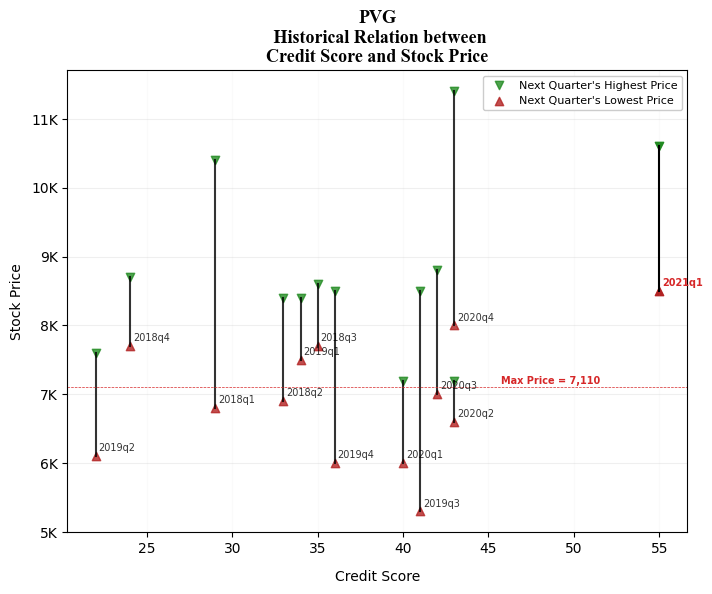 PVG
Historical Relation between
Credit Score and Stock Price
Next Quarter's Highest Price
Next Quarter's Lowest Price
11K
10K
9K
8K
7K
6K
5K
Stock Price
2021q1
2020q4
2018q4
2018q3
2019q1
Max Price = 7,110
2020q3
2018q1
2018q2
2020q2
2019q2
2019q4
2020q1
2019q3
25
30
35
40
45
50
55
Credit Score